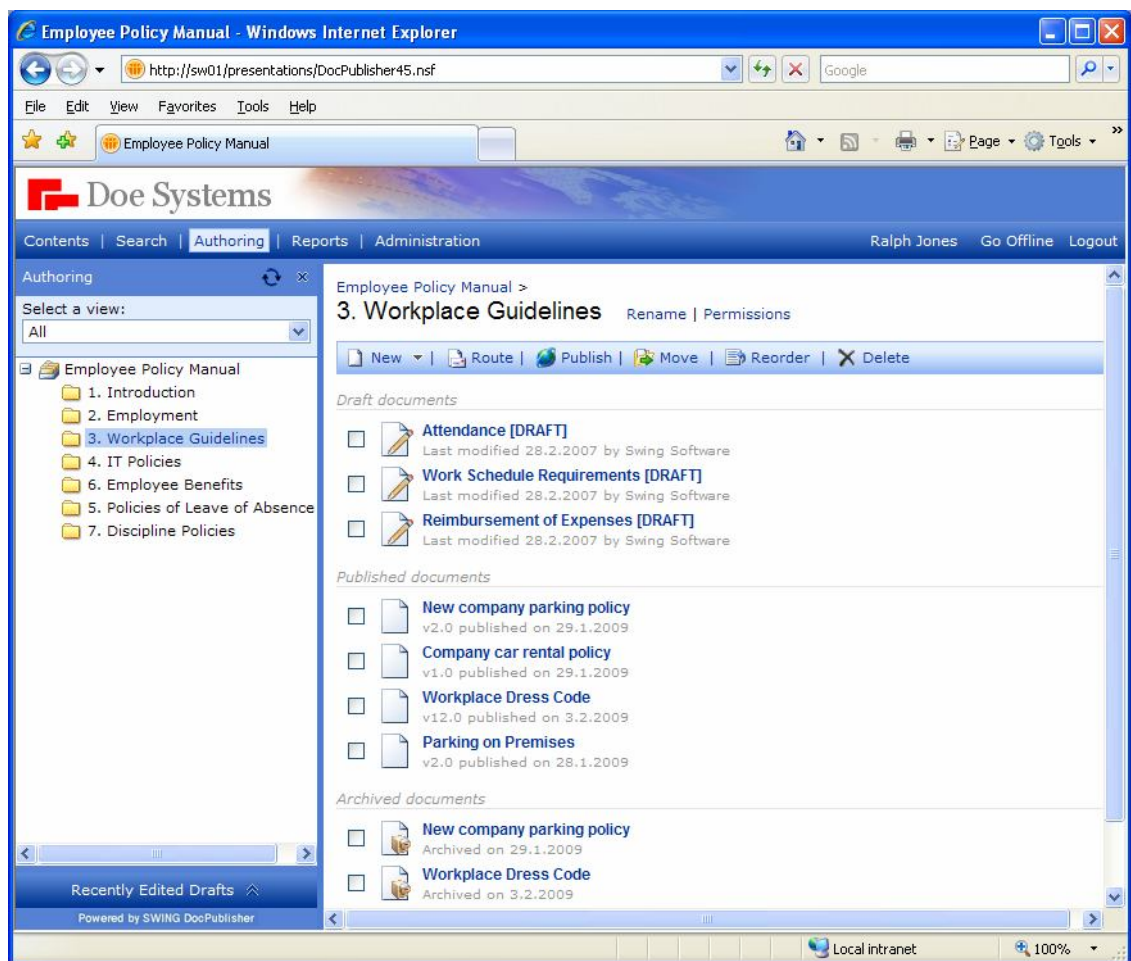 Employee Policy Manual - Windows Internet Explorer
http://sw01/presentations/DocPublisher45.nsf
Google
File Edit View Favorites Tools Help
Employee Policy Manual
Page Tools »
Doe Systems
Contents | Search | Authoring | Reports | Administration
Ralph Jones Go Offline Logout
Authoring
Select a view:
All
Employee Policy Manual
1. Introduction
2. Employment
3. Workplace Guidelines
4. IT Policies
6. Employee Benefits
5. Policies of Leave of Absence
7. Discipline Policies
Recently Edited Drafts
Powered by SWING DocPublisher
Employee Policy Manual >
3. Workplace Guidelines Rename | Permissions
New | Route | Publish | Move | Reorder | Delete
Draft documents
Attendance [DRAFT]
Last modified 28.2.2007 by Swing Software
Work Schedule Requirements [DRAFT]
Last modified 28.2.2007 by Swing Software
Reimbursement of Expenses [DRAFT]
Last modified 28.2.2007 by Swing Software
Published documents
New company parking policy
v2.0 published on 29.1.2009
Company car rental policy
v1.0 published on 29.1.2009
Workplace Dress Code
v12.0 published on 3.2.2009
Parking on Premises
v2.0 published on 28.1.2009
Archived documents
New company parking policy
Archived on 29.1.2009
Workplace Dress Code
Archived on 3.2.2009
Local intranet
100%